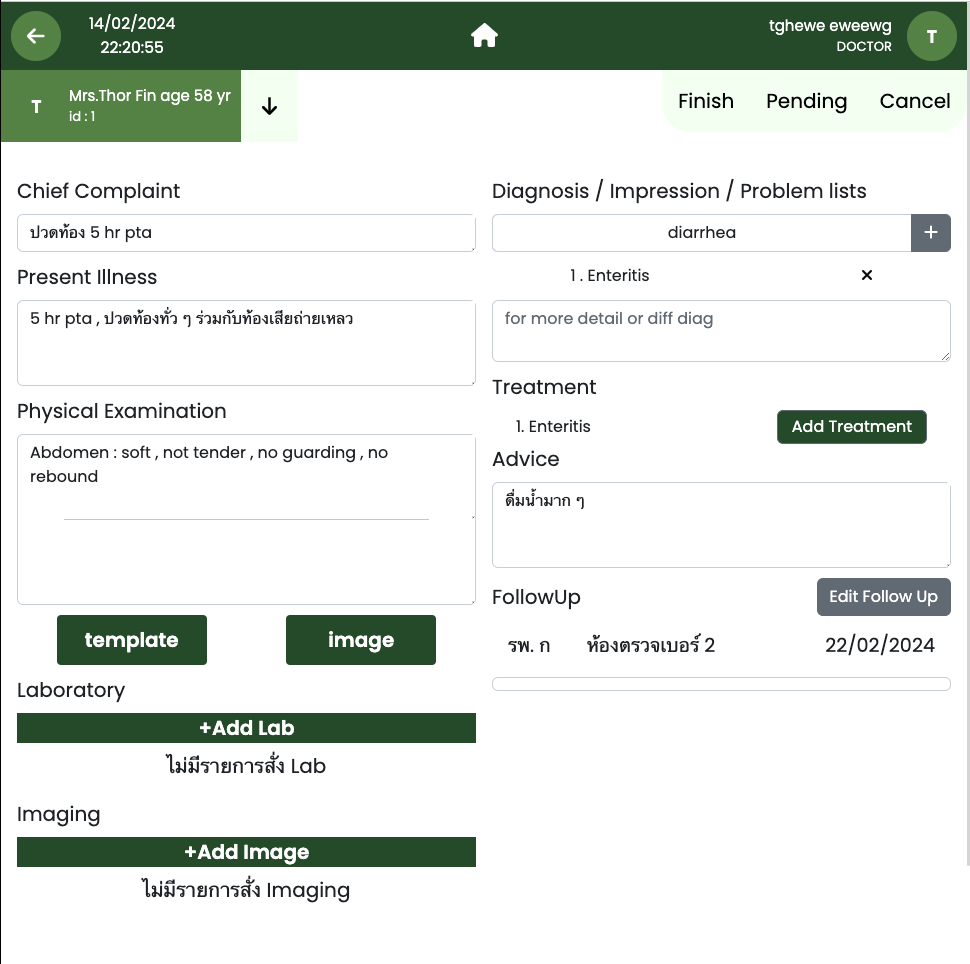 14/02/2024
22:20:55
tghewe eweewg
DOCTOR
T
T
Mrs.Thor Fin age 58 yr
id : 1
Finish Pending Cancel
Chief Complaint
ปวดท้อง 5 hr pta
Present Illness
5 hr pta , ปวดท้องทั่ว ๆ ร่วมกับท้องเสียถ่ายเหลว
Physical Examination
Abdomen : soft , not tender , no guarding , no
rebound
template image
Laboratory
+Add Lab
ไม่มีรายการสั่ง Lab
Imaging
+Add Image
ไม่มีรายการสั่ง Imaging
Diagnosis / Impression / Problem lists
diarrhea +
1 . Enteritis ×
for more detail or diff diag
Treatment
1. Enteritis Add Treatment
Advice
ดื่มน้ำมาก ๆ
FollowUp Edit Follow Up
รพ. ก ห้องตรวจเบอร์ 2 22/02/2024